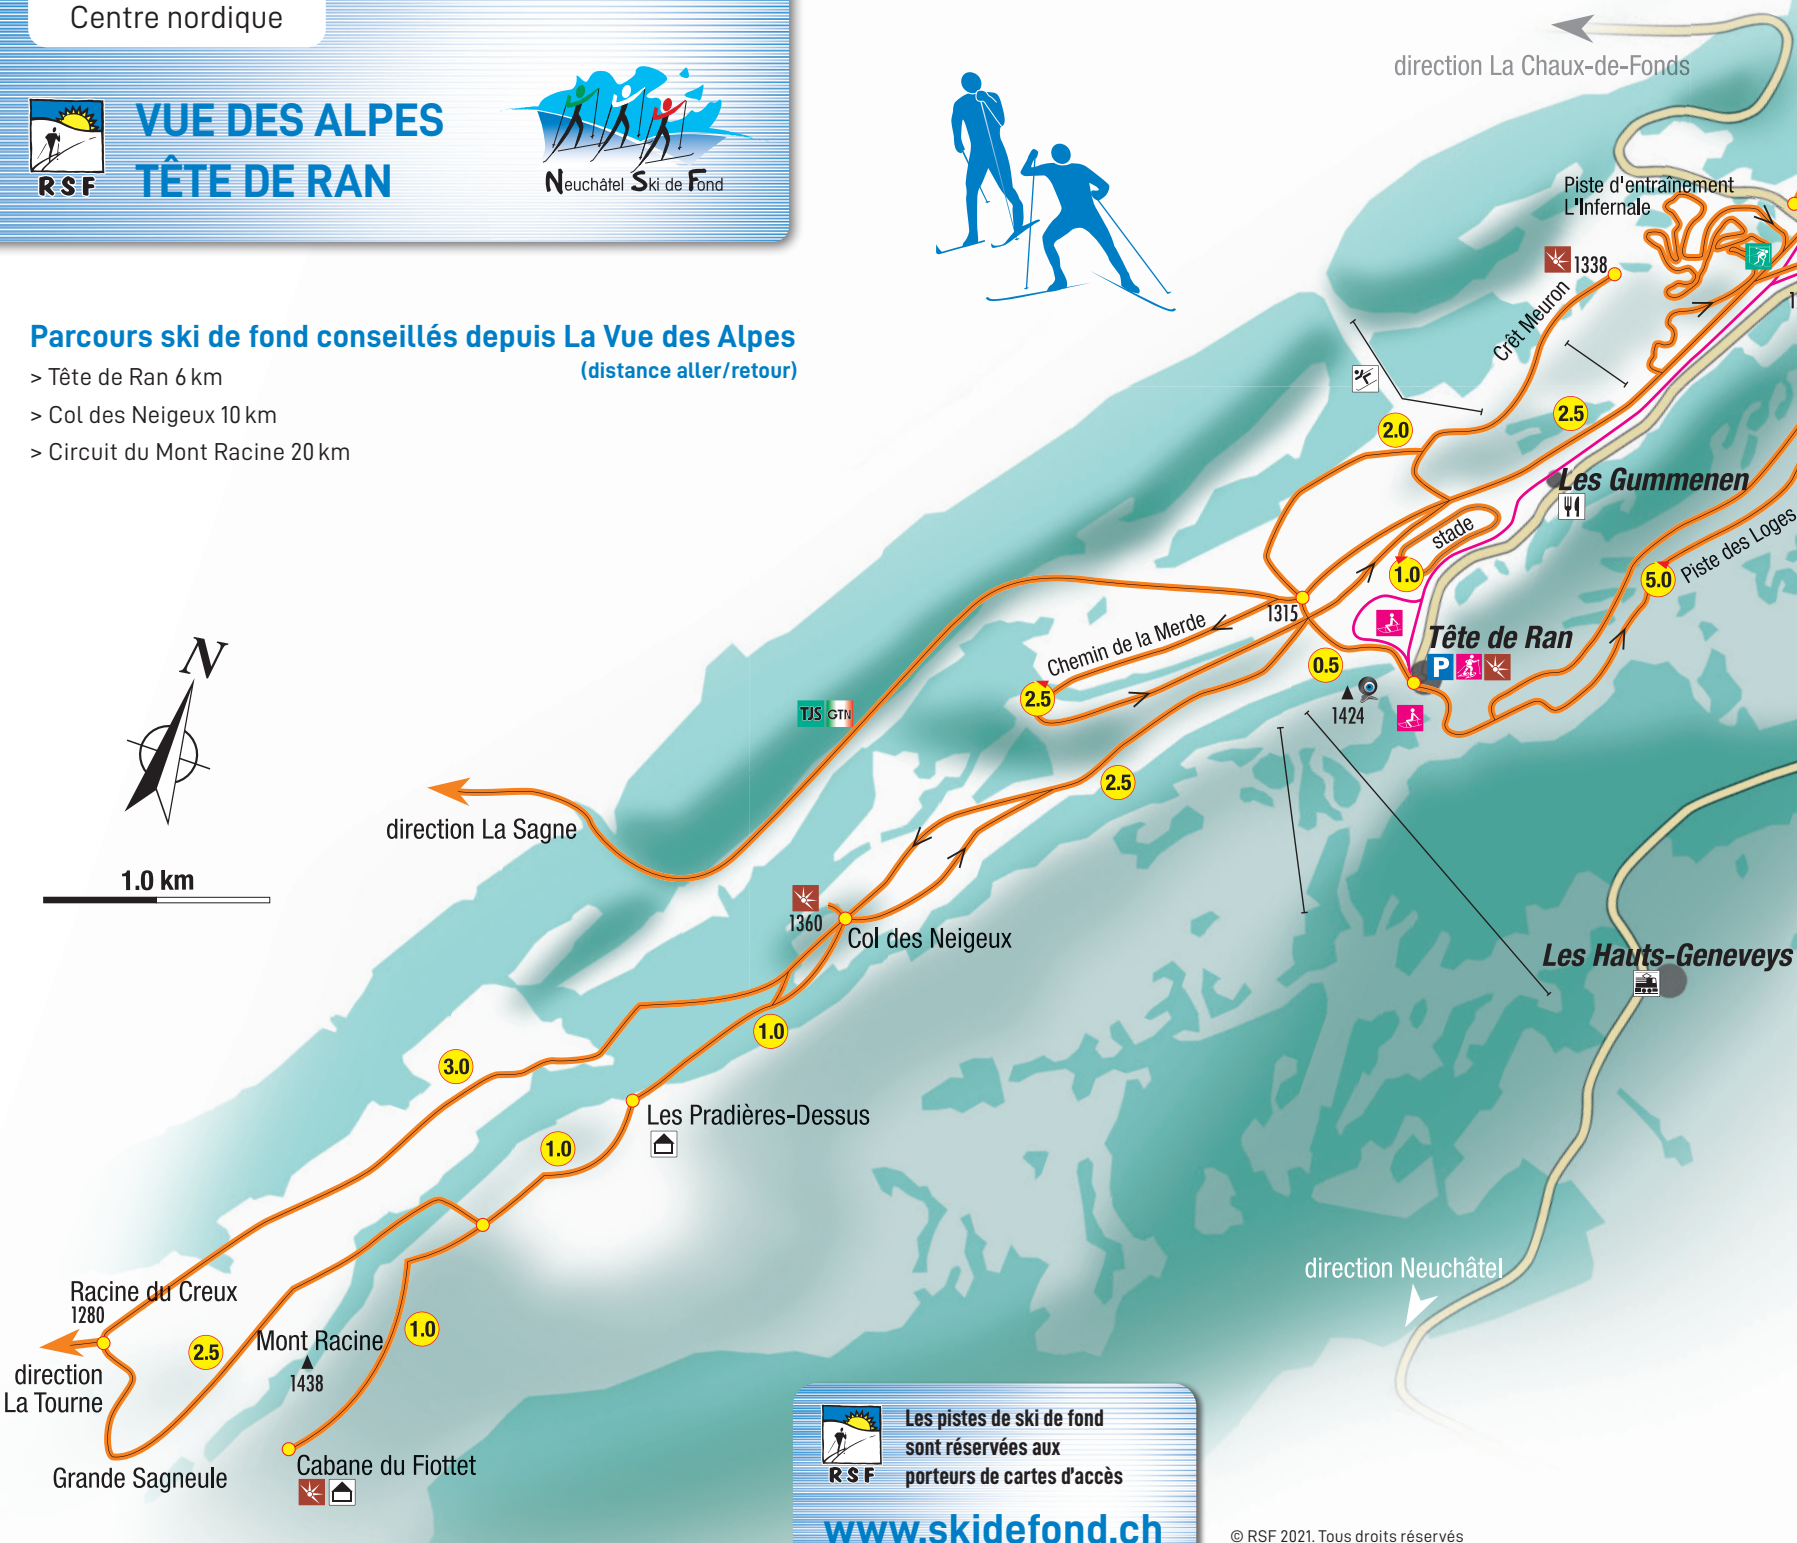 Centre nordique
VUE DES ALPES
TÊTE DE RAN
RSF
Neuchâtel Ski de Fond
direction La Chaux-de-Fonds
Piste d'entraînement
L'Infernale
1338
Crêt Meuron
Parcours ski de fond conseillés depuis La Vue des Alpes
(distance aller/retour)
> Tête de Ran 6 km
> Col des Neigeux 10 km
> Circuit du Mont Racine 20 km
2.0
2.5
Les Gummenen
stade
1.0
5.0
Piste des Loges
1315
Chemin de la Merde
Tête de Ran
P
0.5
1424
2.5
N
TJS GTN
2.5
direction La Sagne
1.0 km
1360
Col des Neigeux
Les Hauts-Geneveys
1.0
3.0
Les Pradières-Dessus
1.0
direction Neuchâtel
Racine du Creux
1280
1.0
2.5
Mont Racine
1438
direction
La Tourne
Cabane du Fiottet
Grande Sagneule
RSF
Les pistes de ski de fond
sont réservées aux
porteurs de cartes d'accès
www.skidefond.ch
© RSF 2021. Tous droits réservés